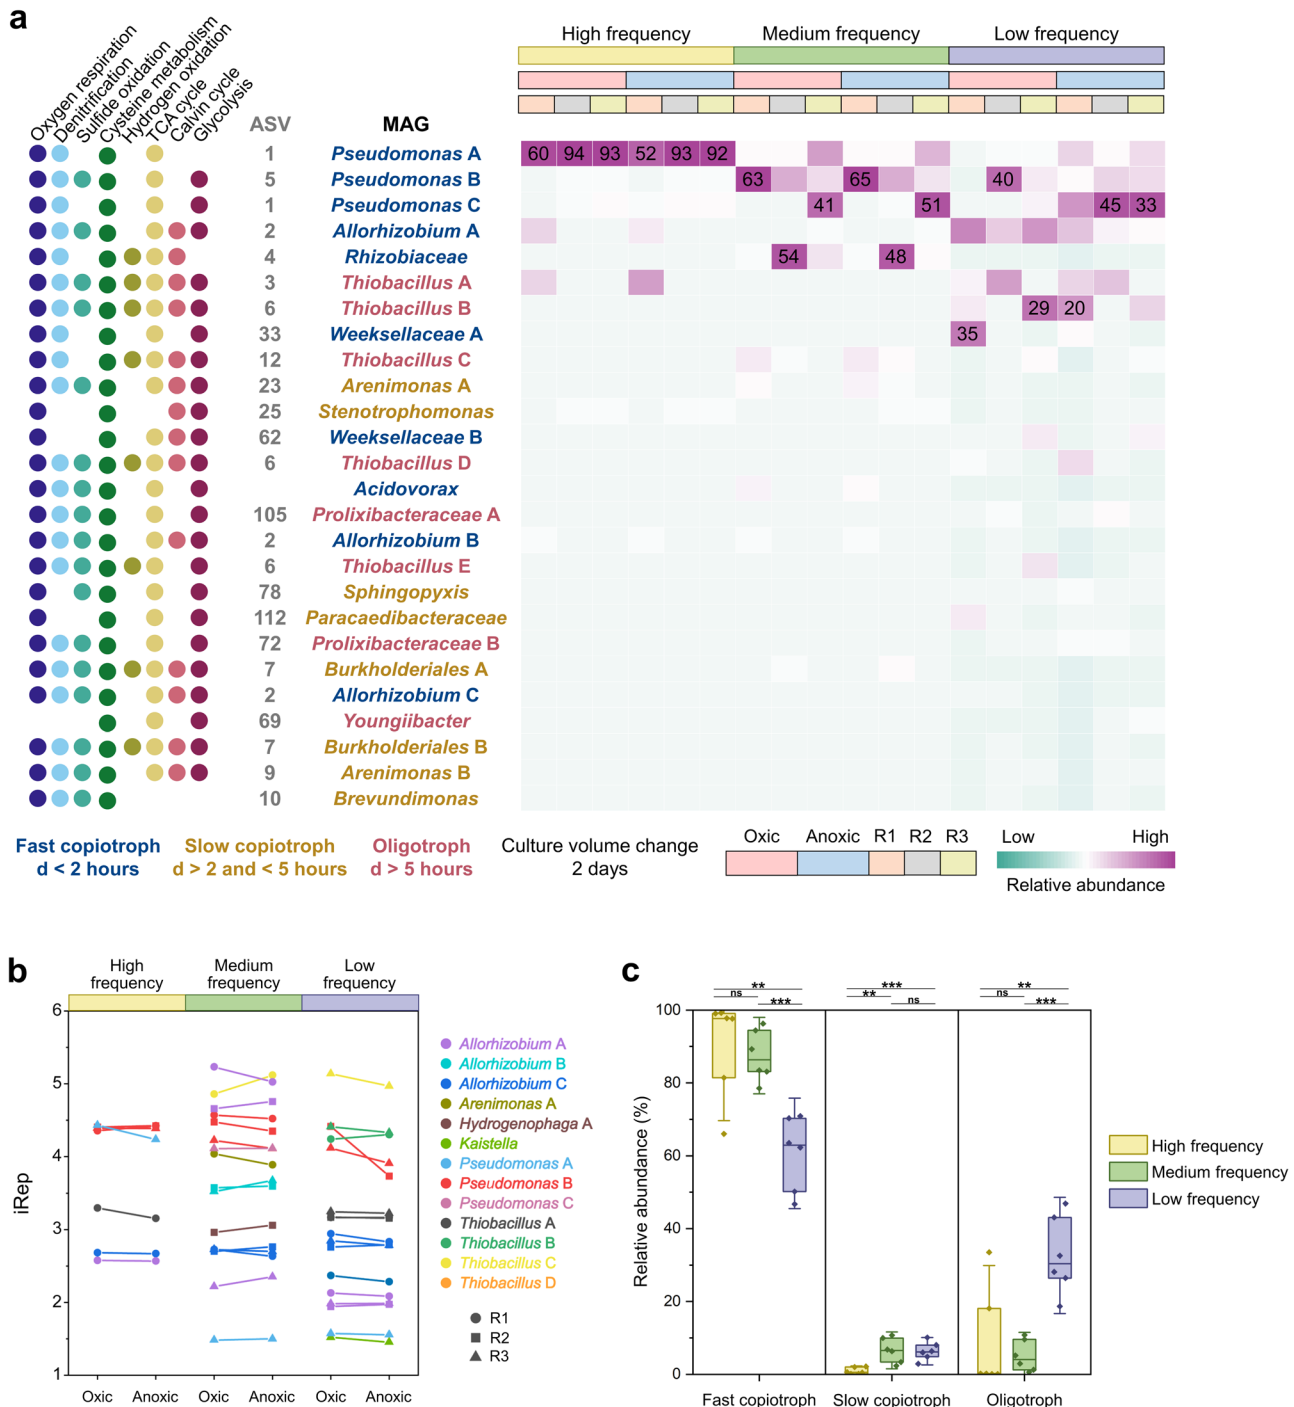 a
Oxygen respiration
Denitrification
Sulfide oxidation
Cysteine metabolism
Hydrogen oxidation
TCA cycle
Calvin cycle
Glycolysis
ASV MAG
High frequency Medium frequency Low frequency
1 Pseudomonas A 60 94 93 52 93 92
5 Pseudomonas B 63 65 40
1 Pseudomonas C 41 51 45 33
2 Allorhizobium A
4 Rhizobiaceae 54 48
3 Thiobacillus A
6 Thiobacillus B 29 20
33 Weeksellaceae A 35
12 Thiobacillus C
23 Arenimonas A
25 Stenotrophomonas
62 Weeksellaceae B
6 Thiobacillus D
Acidovorax
105 Prolixibacteraceae A
2 Allorhizobium B
6 Thiobacillus E
78 Sphingopyxis
112 Paracaedibacteraceae
72 Prolixibacteraceae B
7 Burkholderiales A
2 Allorhizobium C
69 Youngiibacter
7 Burkholderiales B
9 Arenimonas B
10 Brevundimonas
Fast copiotroph Slow copiotroph Oligotroph Culture volume change
d < 2 hours d > 2 and < 5 hours d > 5 hours 2 days
Oxic Anoxic R1 R2 R3
Low High
Relative abundance
b
High frequency
Medium frequency
Low frequency
iRep
6
5
4
3
2
1
Oxic Anoxic Oxic Anoxic Oxic Anoxic
Allorhizobium A
Allorhizobium B
Allorhizobium C
Arenimonas A
Hydrogenophaga A
Kaistella
Pseudomonas A
Pseudomonas B
Pseudomonas C
Thiobacillus A
Thiobacillus B
Thiobacillus C
Thiobacillus D
R1
R2
R3
c
** *** **
ns ** ns
*** ns ***
Relative abundance (%)
100
80
60
40
20
0
Fast copiotroph Slow copiotroph Oligotroph
High frequency
Medium frequency
Low frequency